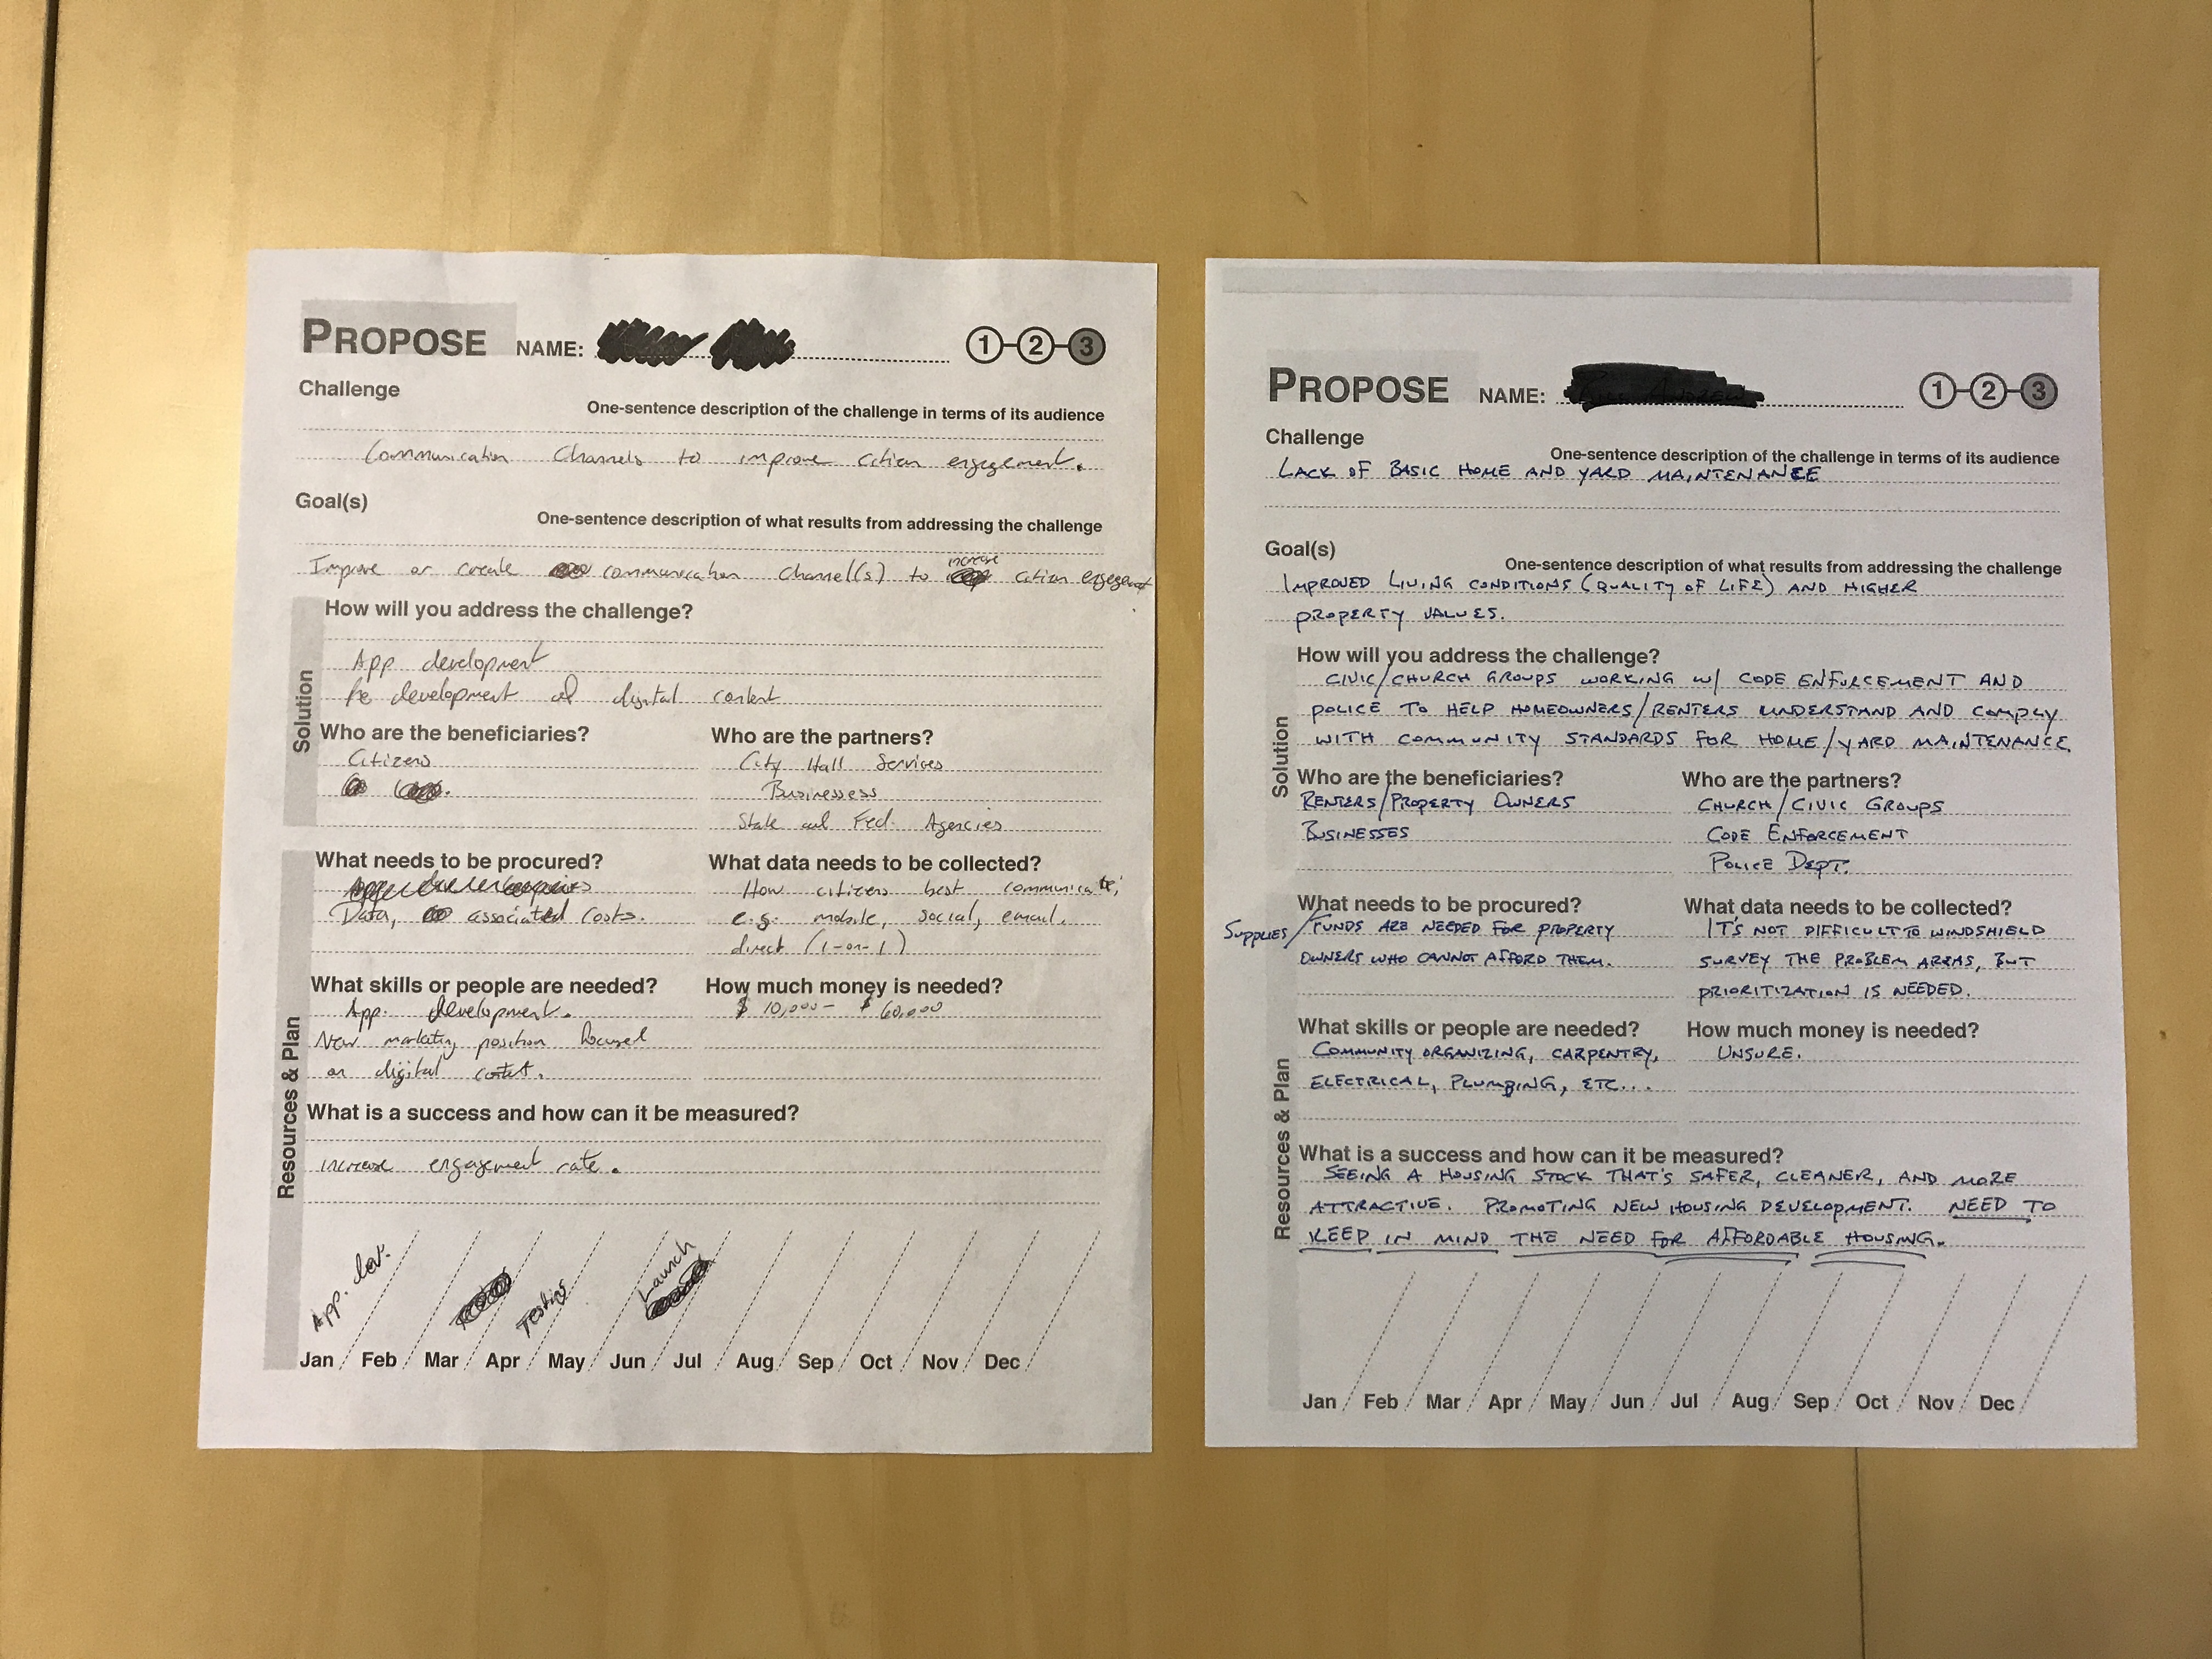 PROPOSE NAME:
1 2 3
Challenge
One-sentence description of the challenge in terms of its audience
Communication Channels to improve citizen engagement.
Goal(s)
One-sentence description of what results from addressing the challenge
increase
Improve or create communication channel(s) to citizen engagement
Solution
How will you address the challenge?
App development
development and digital content
Who are the beneficiaries?
Citizens
Who are the partners?
City Hall Services
Businessess
State and Fed. Agencies
Resources & Plan
What needs to be procured?
Data, associated costs.
What data needs to be collected?
How citizens best communicate;
e.g. mobile, social, email,
direct (1-on-1)
What skills or people are needed?
App. development.
New marketing position focused
on digital content.
How much money is needed?
$ 10,000 - $ 60,000
What is a success and how can it be measured?
increase engagement rate.
App. dev.
Testing
Launch
Jan Feb Mar Apr May Jun Jul Aug Sep Oct Nov Dec
PROPOSE NAME:
1 2 3
Challenge
One-sentence description of the challenge in terms of its audience
LACK OF BASIC HOME AND YARD MAINTENANCE
Goal(s)
One-sentence description of what results from addressing the challenge
IMPROVED LIVING CONDITIONS (QUALITY OF LIFE) AND HIGHER
PROPERTY VALUES.
Solution
How will you address the challenge?
CIVIC/CHURCH GROUPS WORKING W/ CODE ENFORCEMENT AND
POLICE TO HELP HOMEOWNERS/RENTERS UNDERSTAND AND COMPLY
WITH COMMUNITY STANDARDS FOR HOME/YARD MAINTENANCE.
Who are the beneficiaries?
RENTERS/PROPERTY OWNERS
BUSINESSES
Who are the partners?
CHURCH/CIVIC GROUPS
CODE ENFORCEMENT
POLICE DEPT.
Resources & Plan
What needs to be procured?
SUPPLIES/FUNDS ARE NEEDED FOR PROPERTY
OWNERS WHO CANNOT AFFORD THEM.
What data needs to be collected?
IT'S NOT DIFFICULT TO WINDSHIELD
SURVEY THE PROBLEM AREAS, BUT
PRIORITIZATION IS NEEDED.
What skills or people are needed?
COMMUNITY ORGANIZING, CARPENTRY,
ELECTRICAL, PLUMBING, ETC...
How much money is needed?
UNSURE.
What is a success and how can it be measured?
SEEING A HOUSING STOCK THAT'S SAFER, CLEANER, AND MORE
ATTRACTIVE. PROMOTING NEW HOUSING DEVELOPMENT. NEED TO
KEEP IN MIND THE NEED FOR AFFORDABLE HOUSING.
Jan Feb Mar Apr May Jun Jul Aug Sep Oct Nov Dec